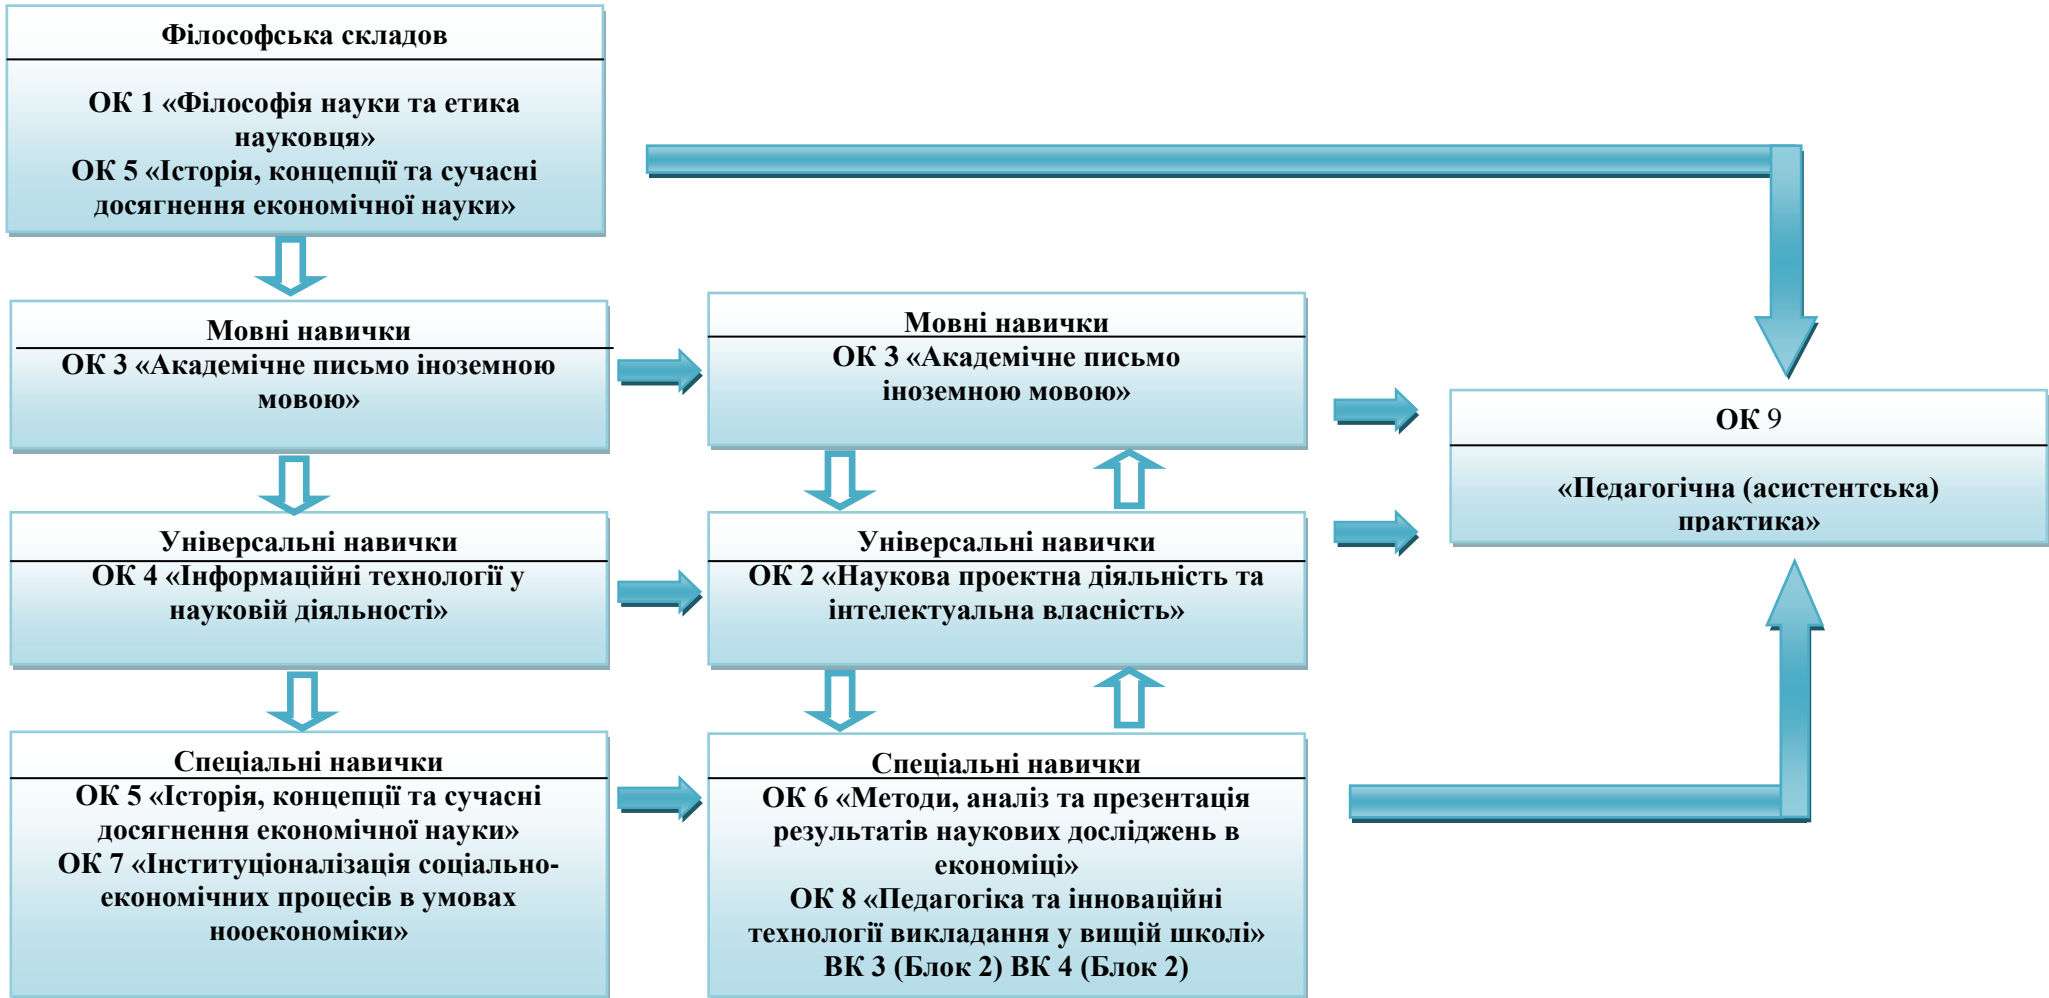 Філософська складов
ОК 1 «Філософія науки та етика
науковця»
ОК 5 «Історія, концепції та сучасні
досягнення економічної науки»
Мовні навички
ОК 3 «Академічне письмо іноземною
мовою»
Універсальні навички
ОК 4 «Інформаційні технології у
науковій діяльності»
Спеціальні навички
ОК 5 «Історія, концепції та сучасні
досягнення економічної науки»
ОК 7 «Інституціоналізація соціально-
економічних процесів в умовах
нооекономіки»
Мовні навички
ОК 3 «Академічне письмо
іноземною мовою»
Універсальні навички
ОК 2 «Наукова проектна діяльність та
інтелектуальна власність»
Спеціальні навички
ОК 6 «Методи, аналіз та презентація
результатів наукових досліджень в
економіці»
ОК 8 «Педагогіка та інноваційні
технології викладання у вищій школі»
ВК 3 (Блок 2) ВК 4 (Блок 2)
ОК 9
«Педагогічна (асистентська)
практика»